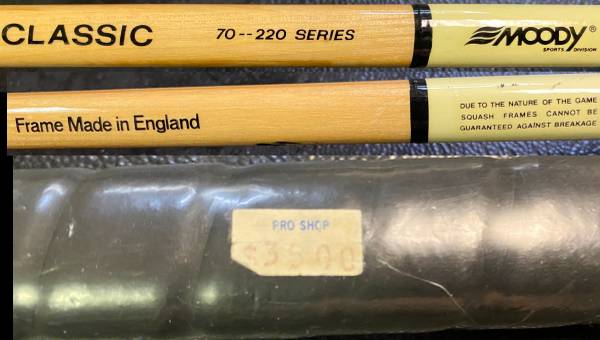 CLASSIC 70--220 SERIES MOODY®
SPORTS DIVISION
Frame Made in England
DUE TO THE NATURE OF THE GAME
SQUASH FRAMES CANNOT BE
GUARANTEED AGAINST BREAKAGE
PRO SHOP
$35.00